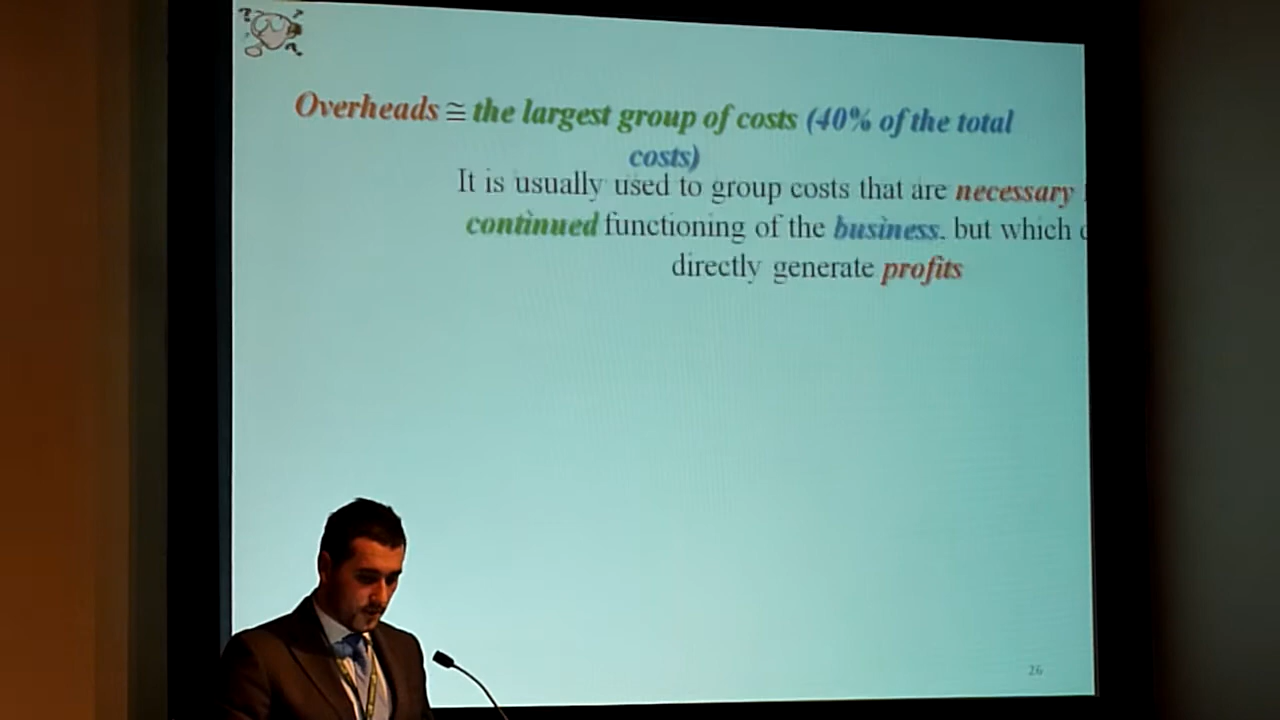 Overheads ≅ the largest group of costs (40% of the total
costs)
It is usually used to group costs that are necessary
continued functioning of the business, but which
directly generate profits
26